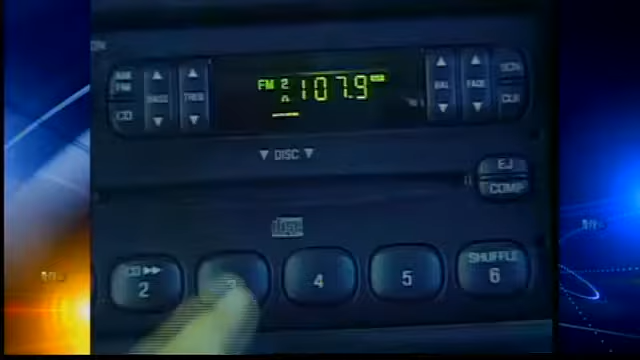 AM
FM
CD
BASS
TREB
FM 2 107.9
BAL
FADE
SCN
CLK
▼ DISC ▼
EJ
COMP
CD ▶▶
2
3
4
5
SHUFFLE
6